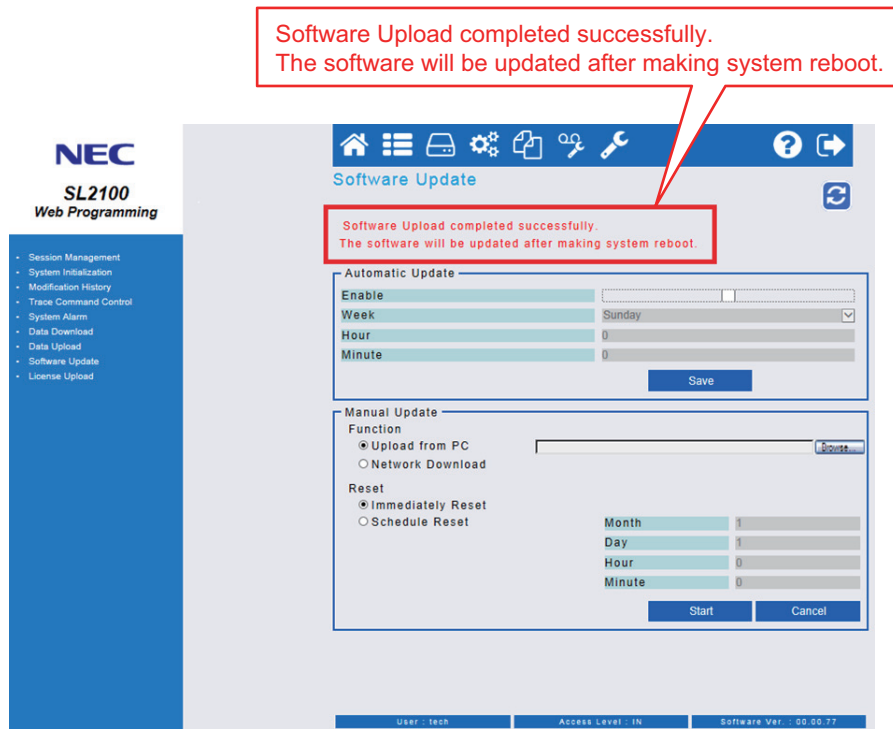 Software Upload completed successfully.
The software will be updated after making system reboot.
NEC
SL2100
Web Programming
Session Management
System Initialization
Modification History
Trace Command Control
System Alarm
Data Download
Data Upload
Software Update
License Upload
Software Update
Software Upload completed successfully.
The software will be updated after making system reboot.
Automatic Update
Enable
Week Sunday
Hour 0
Minute 0
Save
Manual Update
Function
Upload from PC Browse...
Network Download
Reset
Immediately Reset
Schedule Reset Month 1
Day 1
Hour 0
Minute 0
Start Cancel
User : tech Access Level : IN Software Ver. : 00.00.77